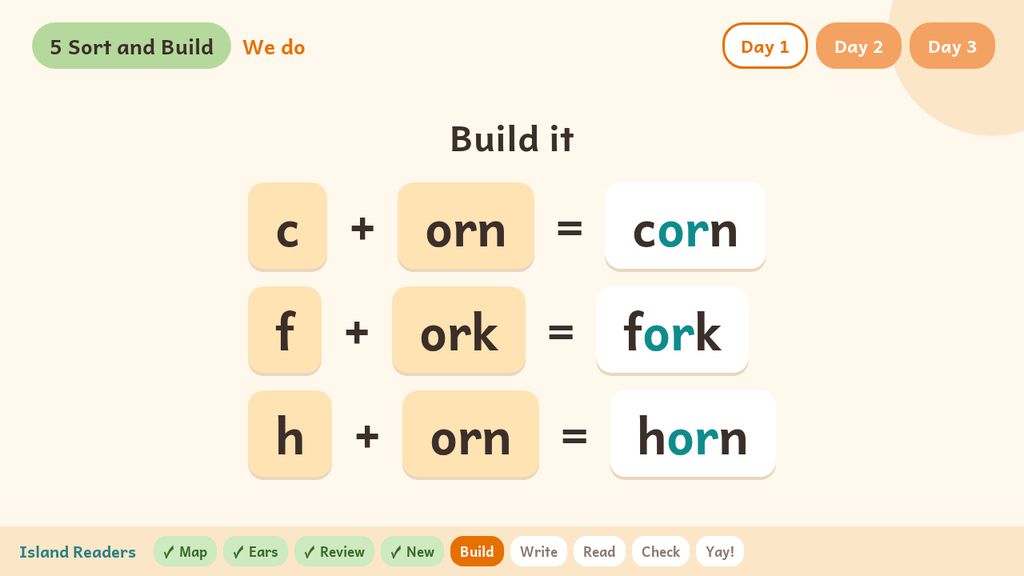 5 Sort and Build We do Day 1 Day 2 Day 3
Build it
c + orn = corn
f + ork = fork
h + orn = horn
Island Readers ✓ Map ✓ Ears ✓ Review ✓ New Build Write Read Check Yay!